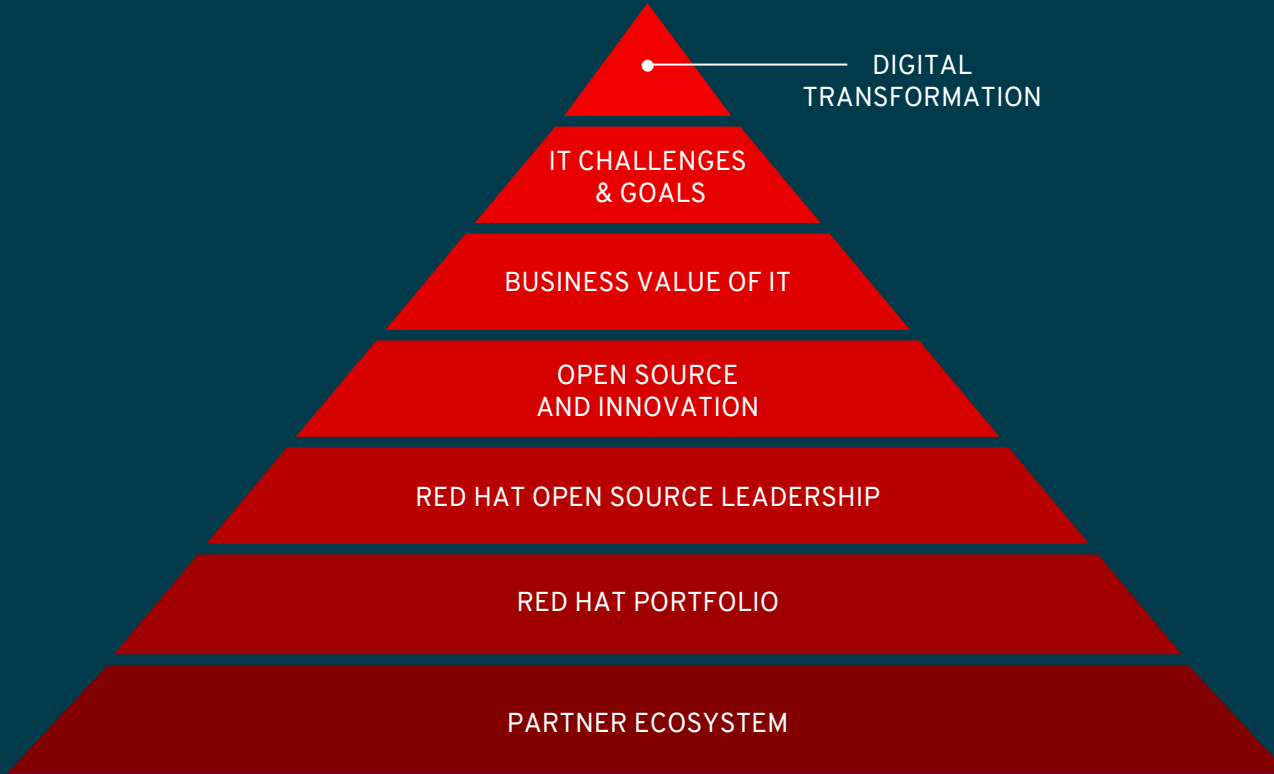 DIGITAL
TRANSFORMATION
IT CHALLENGES
& GOALS
BUSINESS VALUE OF IT
OPEN SOURCE
AND INNOVATION
RED HAT OPEN SOURCE LEADERSHIP
RED HAT PORTFOLIO
PARTNER ECOSYSTEM